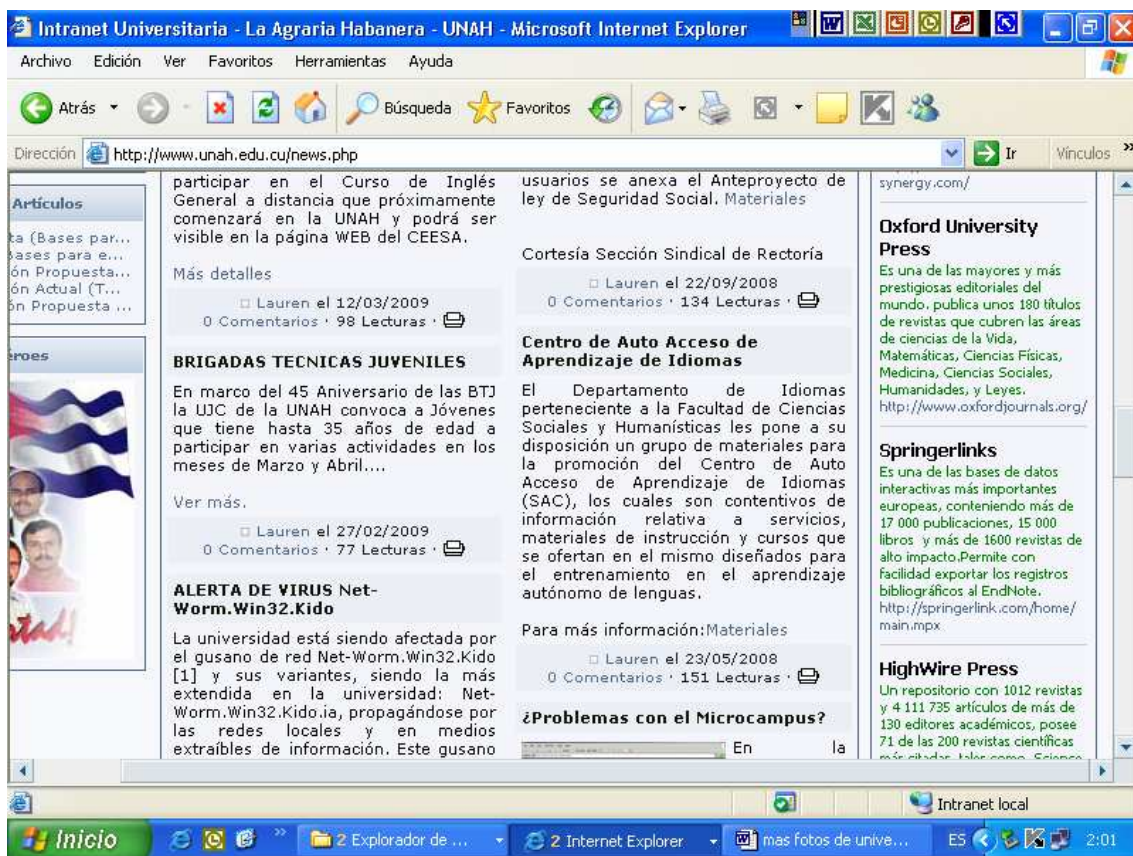 Intranet Universitaria - La Agraria Habanera - UNAH - Microsoft Internet Explorer
Archivo Edición Ver Favoritos Herramientas Ayuda
Atrás Búsqueda Favoritos
Dirección http://www.unah.edu.cu/news.php Ir Vínculos »
Artículos
ta (Bases par...
Bases para e...
ón Propuesta...
ón Actual (T...
ón Propuesta ...
éroes
participar en el Curso de Inglés
General a distancia que próximamente
comenzará en la UNAH y podrá ser
visible en la página WEB del CEESA.
Más detalles
Lauren el 12/03/2009
0 Comentarios · 98 Lecturas ·
BRIGADAS TECNICAS JUVENILES
En marco del 45 Aniversario de las BTJ
la UJC de la UNAH convoca a Jóvenes
que tiene hasta 35 años de edad a
participar en varias actividades en los
meses de Marzo y Abril....
Ver más.
Lauren el 27/02/2009
0 Comentarios · 77 Lecturas ·
ALERTA DE VIRUS Net-
Worm.Win32.Kido
La universidad está siendo afectada por
el gusano de red Net-Worm.Win32.Kido
[1] y sus variantes, siendo la más
extendida en la universidad: Net-
Worm.Win32.Kido.ia, propagándose por
las redes locales y en medios
extraíbles de información. Este gusano
usuarios se anexa el Anteproyecto de
ley de Seguridad Social. Materiales
Cortesía Sección Sindical de Rectoría
Lauren el 22/09/2008
0 Comentarios · 134 Lecturas ·
Centro de Auto Acceso de
Aprendizaje de Idiomas
El Departamento de Idiomas
perteneciente a la Facultad de Ciencias
Sociales y Humanísticas les pone a su
disposición un grupo de materiales para
la promoción del Centro de Auto
Acceso de Aprendizaje de Idiomas
(SAC), los cuales son contentivos de
información relativa a servicios,
materiales de instrucción y cursos que
se ofertan en el mismo diseñados para
el entrenamiento en el aprendizaje
autónomo de lenguas.
Para más información:Materiales
Lauren el 23/05/2008
0 Comentarios · 151 Lecturas ·
¿Problemas con el Microcampus?
En la
synergy.com/
Oxford University
Press
Es una de las mayores y más
prestigiosas editoriales del
mundo. publica unos 180 títulos
de revistas que cubren las áreas
de ciencias de la Vida,
Matemáticas, Ciencias Físicas,
Medicina, Ciencias Sociales,
Humanidades, y Leyes.
http://www.oxfordjournals.org/
Springerlinks
Es una de las bases de datos
interactivas más importantes
europeas, conteniendo más de
17 000 publicaciones, 15 000
libros y más de 1600 revistas de
alto impacto.Permite con
facilidad exportar los registros
bibliográficos al EndNote.
http://springerlink.com/home/
main.mpx
HighWire Press
Un repositorio con 1012 revistas
y 4 111 735 artículos de más de
130 editores académicos, posee
71 de las 200 revistas científicas
más citadas, tales como, Science
Intranet local
Inicio » 2 Explorador de ... 2 Internet Explorer mas fotos de unive... ES 2:01